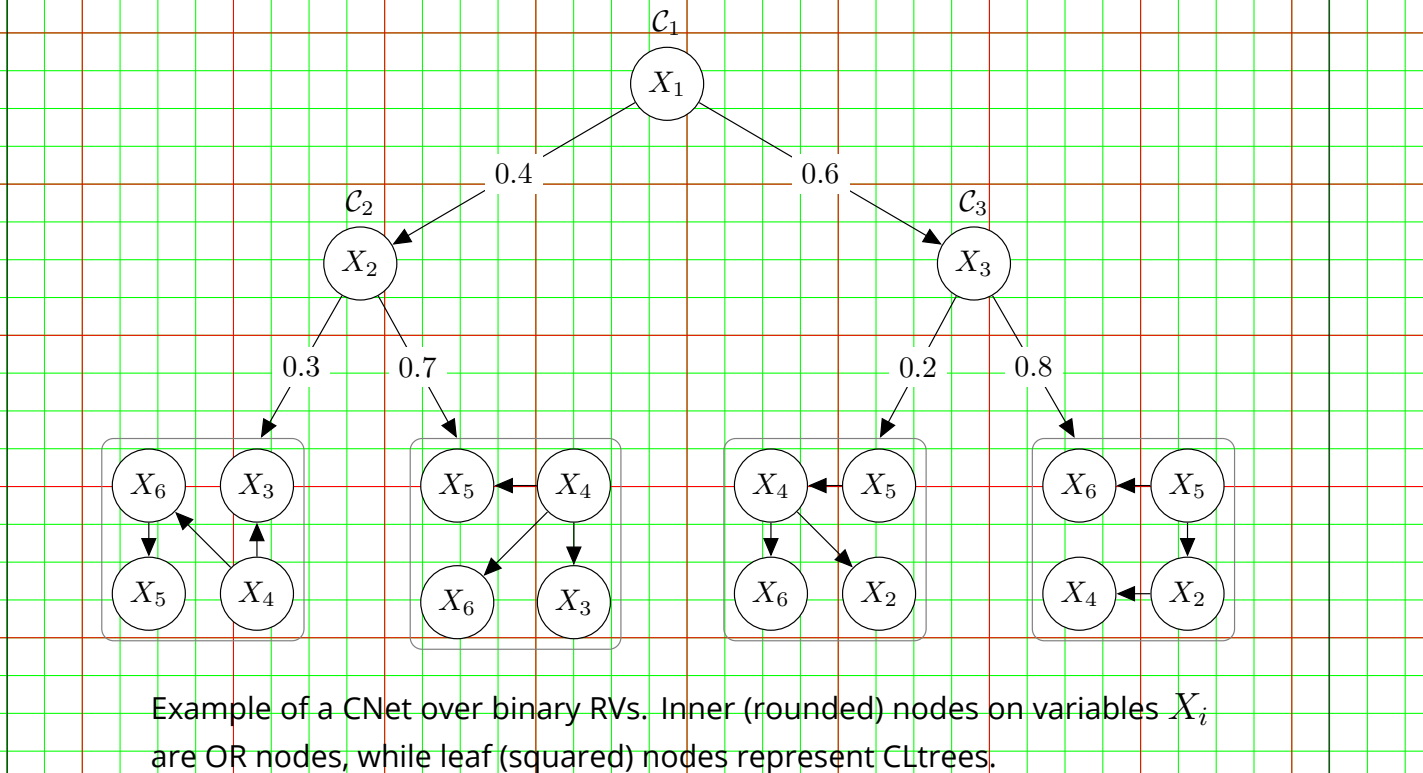 𝒞₁
X₁
0.4 0.6
𝒞₂ 𝒞₃
X₂ X₃
0.3 0.7 0.2 0.8
X₆ X₃ X₅ X₄ X₄ X₅ X₆ X₅
X₅ X₄ X₆ X₃ X₆ X₂ X₄ X₂
Example of a CNet over binary RVs. Inner (rounded) nodes on variables Xᵢ
are OR nodes, while leaf (squared) nodes represent CLtrees.